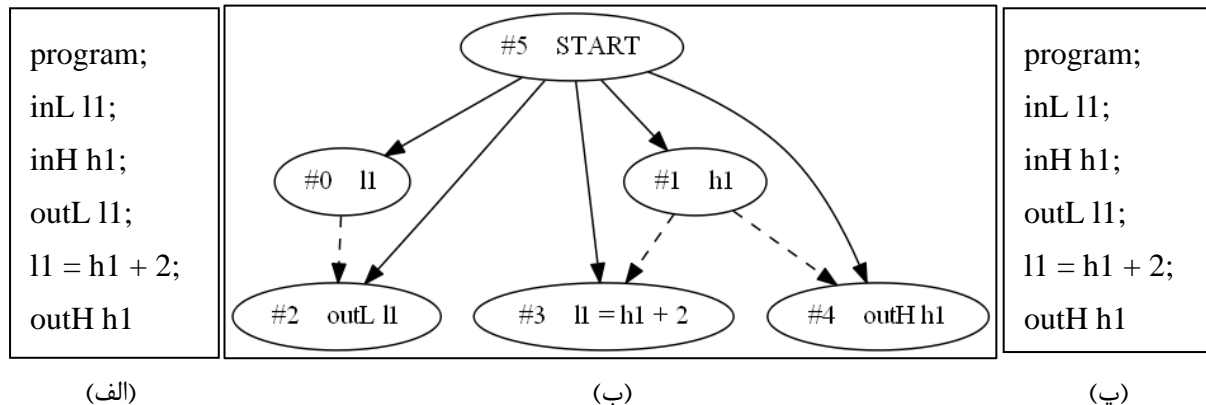 program;
inL l1;
inH h1;
outL l1;
l1 = h1 + 2;
outH h1
(الف)
#5 START
#0 l1
#1 h1
#2 outL l1
#3 l1 = h1 + 2
#4 outH h1
(ب)
program;
inL l1;
inH h1;
outL l1;
l1 = h1 + 2;
outH h1
(پ)